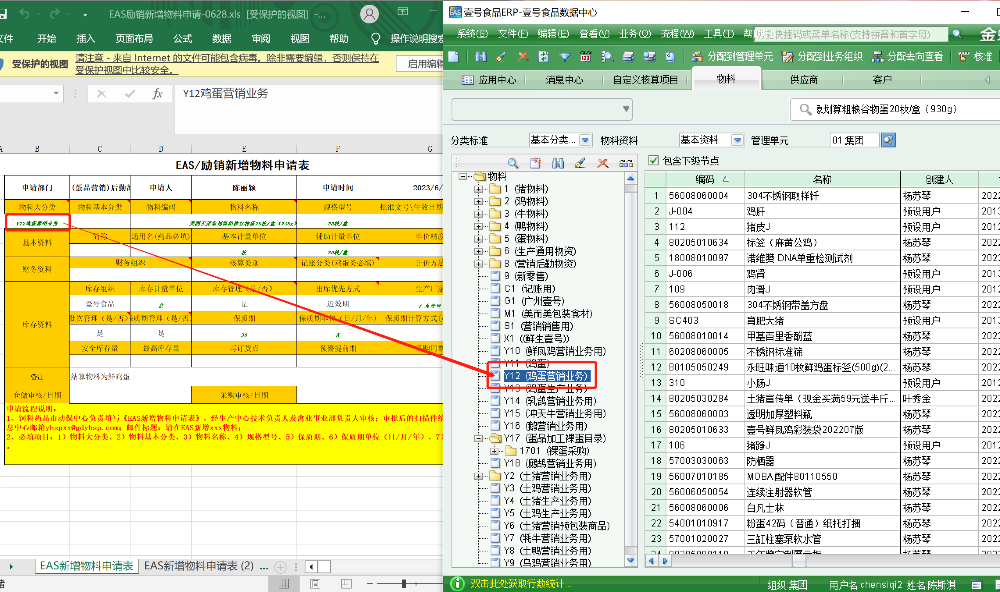 EAS励销新增物料申请-0628.xls [受保护的视图] -...
文件 开始 插入 页面布局 公式 数据 审阅 视图 帮助 操作说明搜索
受保护的视图
请注意 - 来自 Internet 的文件可能包含病毒。除非需要编辑，否则保持在
受保护视图中比较安全。
启用编辑
fx
Y12鸡蛋营销业务
A B C D E F G
EAS/励销新增物料申请表
申请部门 (蛋品营销)后勤部 申请人 陈丽颖 申请时间 2023/6/
物料大分类 物料基本分类 物料编码 物料名称 规格型号 批准文号\生效日期
Y12鸡蛋营销业务 美团买菜象划算粗粮谷物蛋20枚/盒（930g） 20枚/盒
基本资料 简称 通用名(药品必填) 基本计量单位 辅助计量单位 单价精度
枚 20枚/盒
财务资料 财务组织 核算类别 记账分类(鸡蛋类必填) 计价方法
库存资料 库存组织 库存计量单位 库存管理（是/否） 出库优先方式 生产厂家
壹号食品 盒 是 近效期 广东壹号
批次管理（是/否） 保质期管理（是/否） 保质期 保质期单位（日/月/年） 保质期计算方式(
是 是 30 天
安全库存量 最高库存量 再订货点 预警提前期 采购周期
备注 结算物料为鲜鸡蛋
仓储审核/日期 采购审核/日期
申请流程说明：
1、饲料药品由动保中心负责填写《EAS新增物料申请表》，经生产中心技术负责人及禽业事业部负责人审核；审批后的扫描件统
息中心邮箱yhspxx@gdyhsp.com；邮件标题：请在EAS新增xxx物料；
2、必填项目：1）物料大分类、2）物料基本分类、3）物料名称、4）规格型号、5）保质期、6）保质期单位（日/月/年）、7）
。
EAS新增物料申请表 EAS新增物料申请表 (2) ...
EAS 壹号食品ERP-壹号食品数据中心
系统(S) 文件(F) 编辑(E) 查看(V) 业务(O) 流程(W) 工具(T) 帮助
快捷码或菜单名称(支持拼音和首字母)
金
分配到管理单元 分配到业务组织 分配去向查看 核准
应用中心 消息中心 自定义核算项目 物料 供应商 客户
象划算粗粮谷物蛋20枚/盒（930g）
分类标准 基本分类... 物料资料 基本资料 管理单元 01 集团
包含下级节点
物料
1 (猪物料)
2 (鸡物料)
3 (牛物料)
4 (鸭物料)
5 (蛋物料)
6 (生产通用物资)
8 (营销后勤物资)
9 (新零售)
C1 (记账用)
G1 (广州壹号)
M1 (美而美包装食材)
S1 (营销销售用)
X1 ((鲜生壹号))
Y10 (鲜凤鸡营销业务用)
Y11 (鸡蛋)
Y12 (鸡蛋营销业务)
Y13 (鸡蛋生产业务)
Y14 (乳鸽营销业务用)
Y15 (冲天牛营销业务用)
Y16 (鹅营销业务用)
Y17 (蛋品加工裸蛋目录)
1701 (裸蛋采购)
Y18 (鹧鸪营销业务用)
Y2 (土猪营销业务用)
Y3 (土鸡营销业务用)
Y4 (土猪生产业务用)
Y5 (土鸡生产业务用)
Y6 (土猪营销预包装商品)
Y7 (牦牛营销业务用)
Y8 (土鸭营销业务用)
Y9 (乌鸡营销业务用)
编码 名称 创建人
1 56008060004 304不锈钢取样钎 杨苏琴 2022
2 J-004 鸡肝 预设用户 2013
3 112 猪皮J 预设用户 2012
4 80205010634 标签（麻黄公鸡） 杨苏琴 2022
5 18008010097 诺维赞 DNA单重检测试剂 杨苏琴 2022
6 J-006 鸡肾 预设用户 2013
7 109 肉滑J 预设用户 2012
8 56008050018 304不锈钢带盖方盘 杨苏琴 2022
9 SC403 育肥大猪 预设用户 2013
10 56008010014 甲基百里香酚蓝 杨苏琴 2022
11 60208060005 不锈钢标准筛 杨苏琴 2022
12 80105050249 永旺味道10枚鲜鸡蛋标签(500g)(2... 杨苏琴 2022
13 310 小肠J 预设用户 2012
14 80205030284 土猪宣传单（现金买满59元送半斤... 叶秀金 2022
15 56008060003 透明加厚塑料瓶 杨苏琴 2022
16 80205010633 壹号鲜凤鸡彩装袋202207版 杨苏琴 2022
17 106 猪踭J 预设用户 2012
18 57003030063 防栖器 杨苏琴 2022
19 56007010185 MOBA配件80110550 杨苏琴 2022
20 56006050054 连续注射器软管 杨苏琴 2022
21 56008060006 白凡士林 杨苏琴 2022
22 54001010917 粉蛋42码（普通）纸托打捆 杨苏琴 2022
23 57001020027 三缸柱塞泵软水管 杨苏琴 2022
双击此处获取行数统计...
组织:集团 用户名:chensiqi2 姓名:陈斯淇